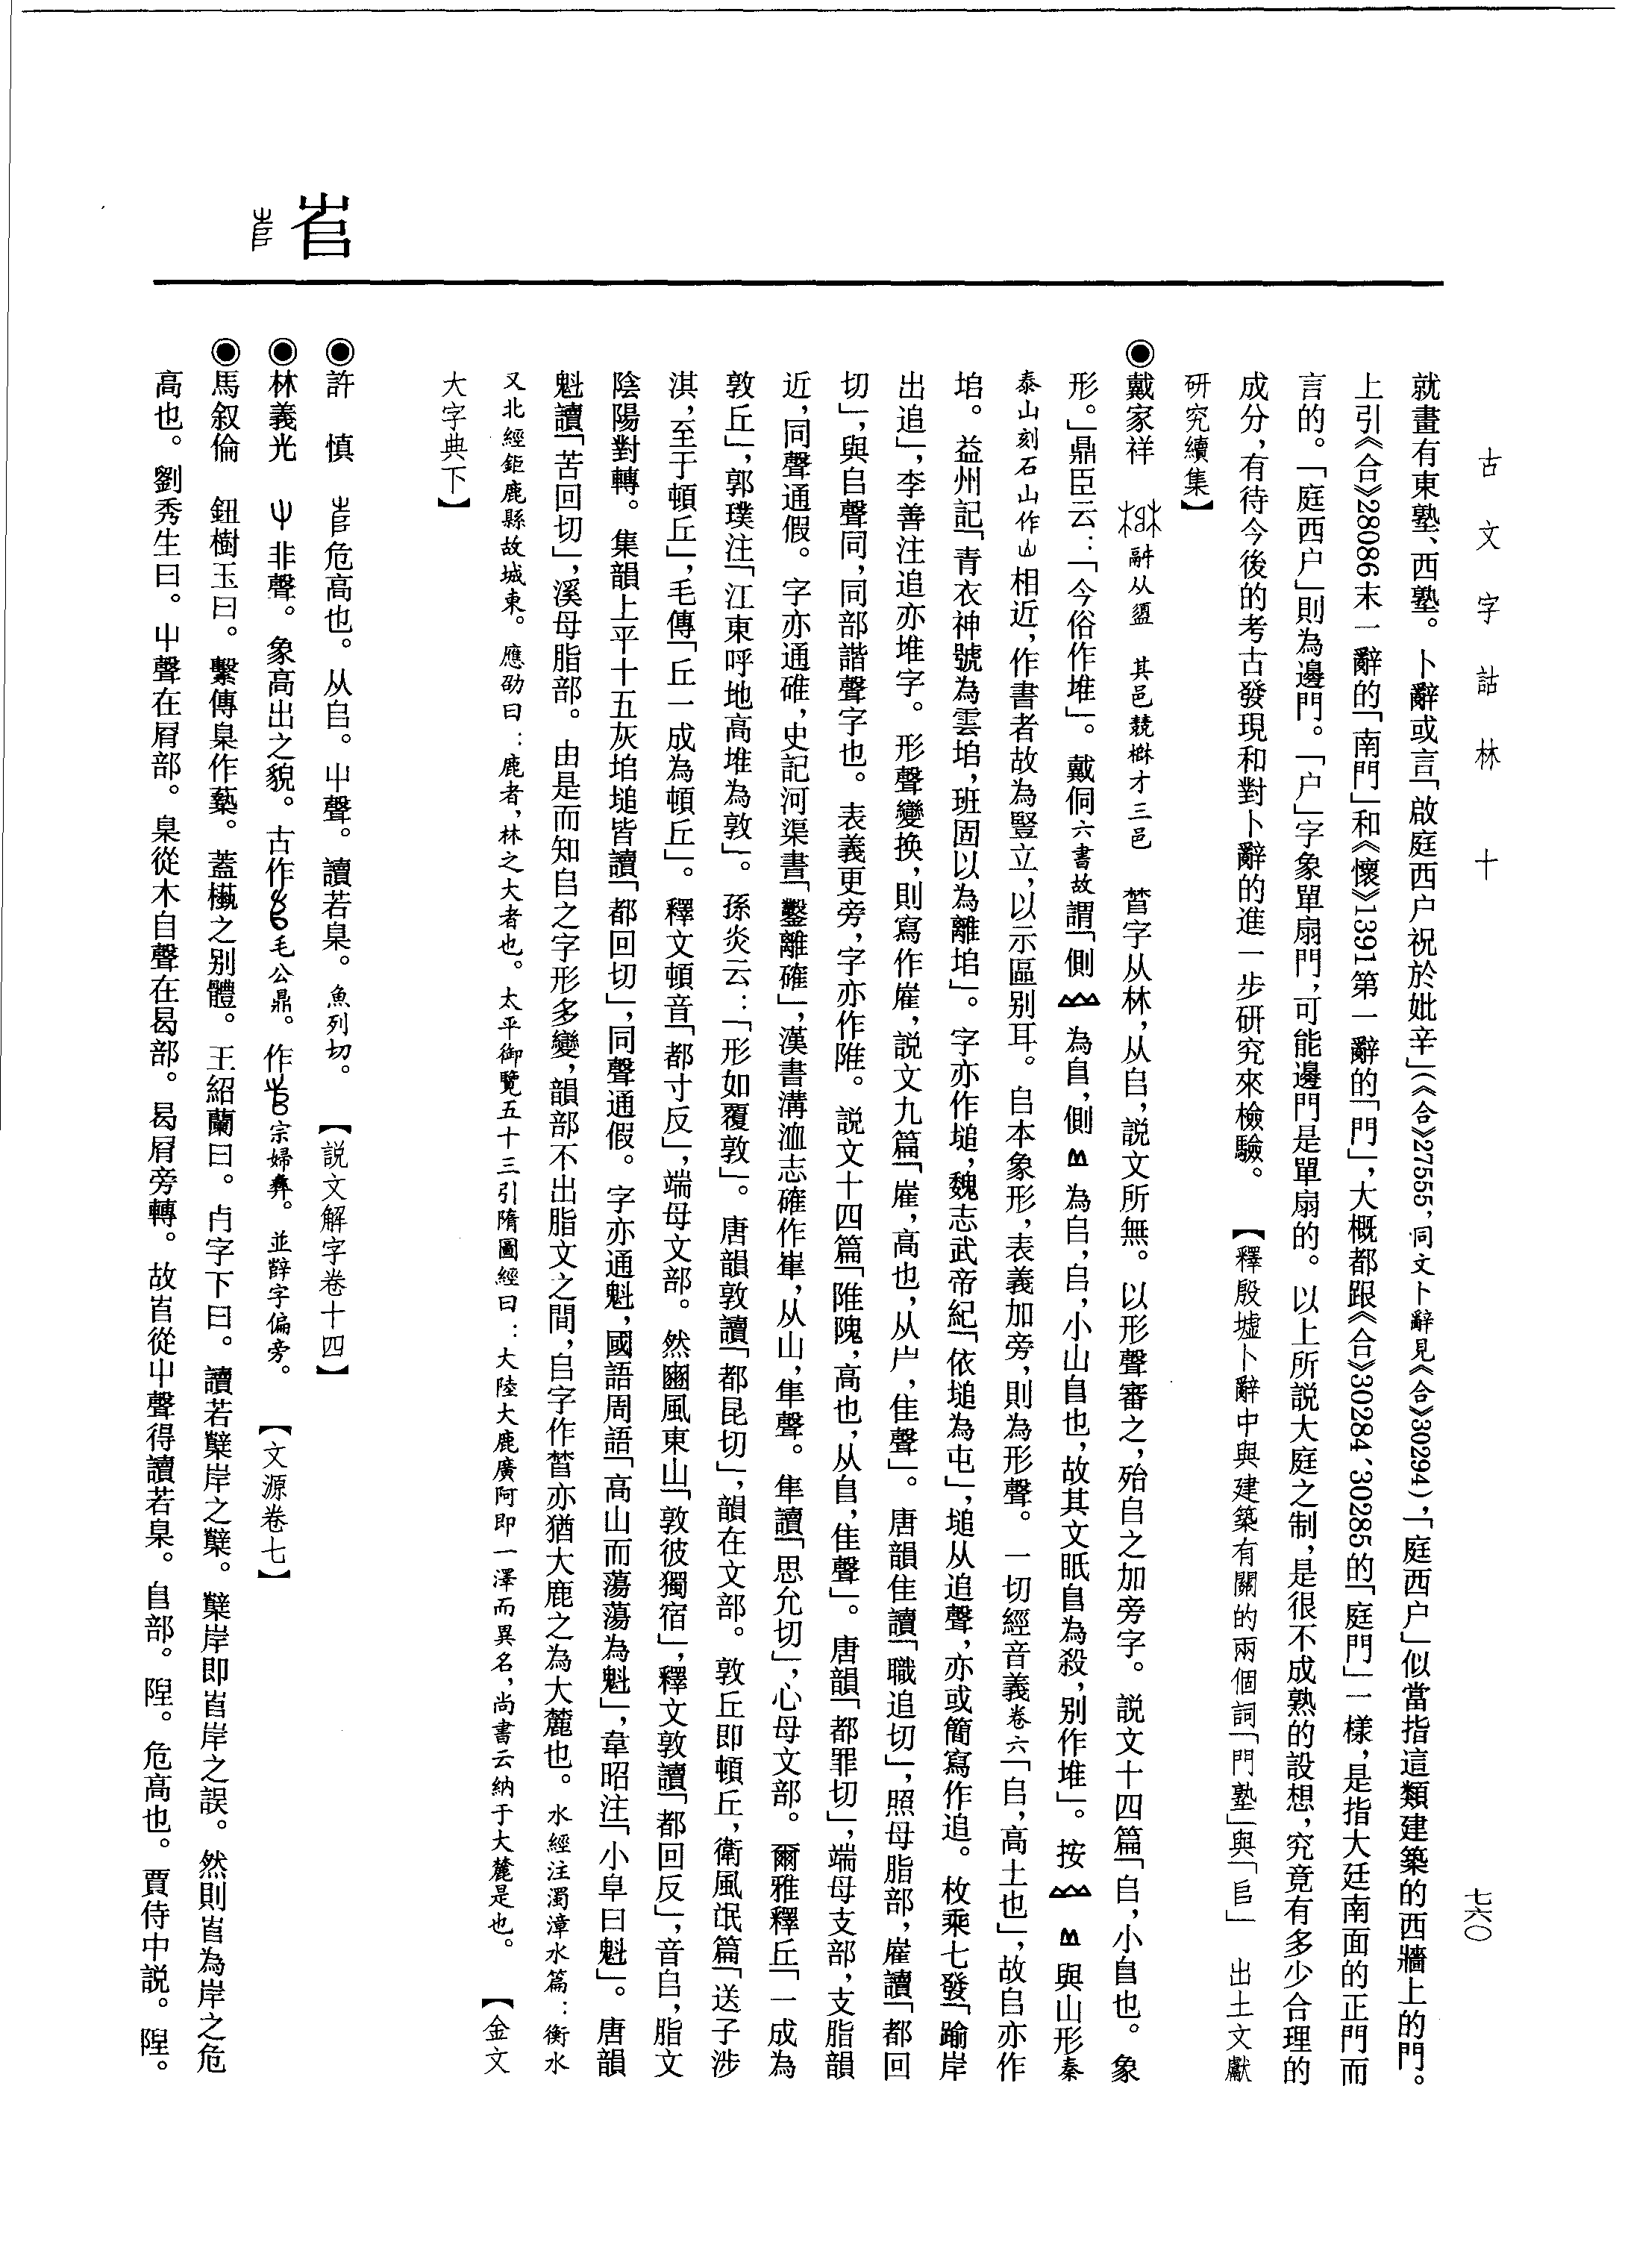 古文字詁林 十
七六〇
就畫有東塾、西塾。卜辭或言「啟庭西户祝於妣辛」(《合》27555,同文卜辭見《合》30294),「庭西户」似當指這類建築的西牆上的門。
上引《合》28086末一辭的「南門」和《懷》1391第一辭的「門」,大概都跟《合》30284、30285的「庭門」一樣,是指大廷南面的正門而
言的。「庭西户」則為邊門。「户」字象單扇門,可能邊門是單扇的。以上所説大庭之制,是很不成熟的設想,究竟有多少合理的
成分,有待今後的考古發現和對卜辭的進一步研究來檢驗。【釋殷墟卜辭中與建築有關的兩個詞「門塾」與「𠂤」 出土文獻
研究續集】
◉戴家祥 鬴从盨 其邑競楙才三邑 𣓏字从林,从𠂤,説文所無。以形聲審之,殆𠂤之加旁字。説文十四篇「𠂤,小𨸏也。象
形。」鼎臣云:「今俗作堆」。戴侗六書故謂「側 為𨸏,側 為𠂤,𠂤,小山𨸏也,故其文眂𨸏為殺,别作堆」。按 與山形秦
泰山刻石山作山相近,作書者故為豎立,以示區别耳。𠂤本象形,表義加旁,則為形聲。一切經音義卷六「𠂤,高土也」,故𠂤亦作
塠。益州記「青衣神號為雲塠,班固以為離塠」。字亦作塠,魏志武帝紀「依塠為屯」,塠从追聲,亦或簡寫作追。枚乘七發「踰岸
出追」,李善注追亦堆字。形聲變换,則寫作崖,説文九篇「崖,高也,从屵,隹聲」。唐韻隹讀「職追切」,照母脂部,崖讀「都回
切」,與𠂤聲同,同部諧聲字也。表義更旁,字亦作陮。説文十四篇「陮隗,高也,从𨸏,隹聲」。唐韻「都罪切」,端母支部,支脂韻
近,同聲通假。字亦通確,史記河渠書「鑿離確」,漢書溝洫志確作崋,从山,隼聲。隼讀「思允切」,心母文部。爾雅釋丘「一成為
敦丘」,郭璞注「江東呼地高堆為敦」。孫炎云:「形如覆敦」。唐韻敦讀「都昆切」,韻在文部。敦丘即頓丘,衛風氓篇「送子涉
淇,至于頓丘」,毛傳「丘一成為頓丘」。釋文頓音「都寸反」,端母文部。然豳風東山「敦彼獨宿」,釋文敦讀「都回反」,音𠂤,脂文
陰陽對轉。集韻上平十五灰塠塠皆讀「都回切」,同聲通假。字亦通魁,國語周語「高山而蕩蕩為魁」,韋昭注「小阜曰魁」。唐韻
魁讀「苦回切」,溪母脂部。由是而知𠂤之字形多變,韻部不出脂文之間,𠂤字作𣓏亦猶大鹿之為大麓也。水經注濁漳水篇:衡水
又北經鉅鹿縣故城東。應劭曰:鹿者,林之大者也。太平御覽五十三引隋圖經曰:大陸大鹿廣阿即一澤而異名,尚書云納于大麓是也。【金文
大字典下】
𡴎
◉許 慎 𡴎危高也。从𠂤。屮聲。讀若臬。魚列切。【説文解字卷十四】
◉林義光 屮非聲。象高出之貌。古作 毛公鼎。作 宗婦彝。並辥字偏旁。【文源卷七】
◉馬叙倫 鈕樹玉曰。繫傳臬作蓺。蓋槸之别體。王紹蘭曰。㔽字下曰。讀若櫱岸之櫱。櫱岸即𡴎岸之誤。然則𡴎為岸之危
高也。劉秀生曰。屮聲在屑部。臬從木自聲在曷部。曷屑旁轉。故𡴎從屮聲得讀若臬。𨸏部。隉。危高也。賈侍中説。隉。